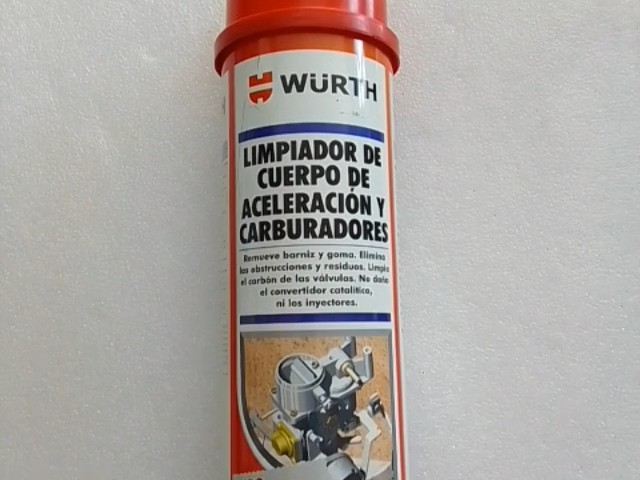 WÜRTH
LIMPIADOR DE
CUERPO DE
ACELERACIÓN Y
CARBURADORES
Remueve barniz y goma. Elimina
las obstrucciones y residuos. Limpia
el carbón de las válvulas. No daña
el convertidor catalítico,
ni los inyectores.